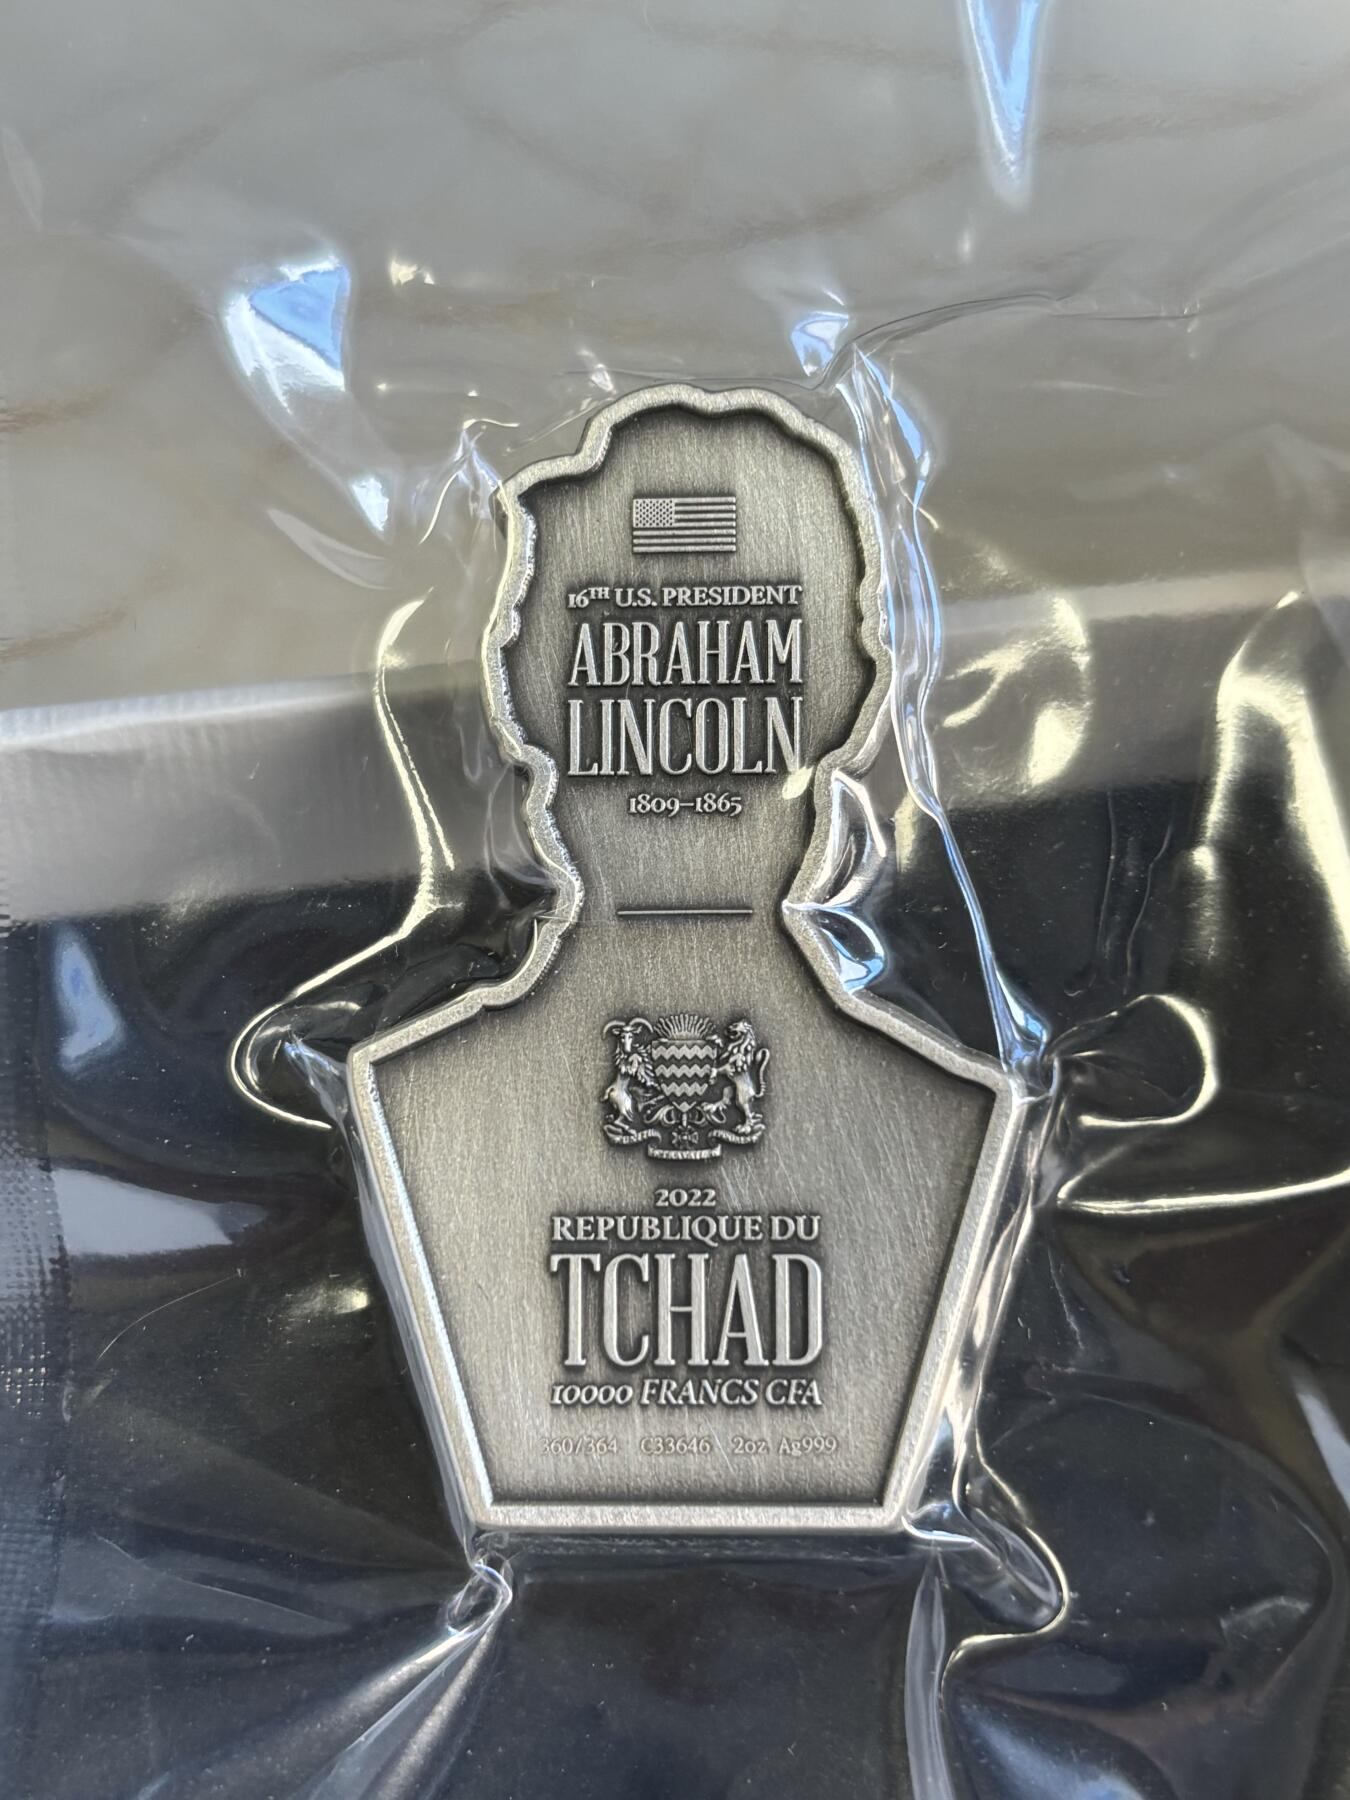 16TH U.S. PRESIDENT
ABRAHAM
LINCOLN
1809–1865
2022
REPUBLIQUE DU
TCHAD
10000 FRANCS CFA
360/364 C33646 2oz Ag999